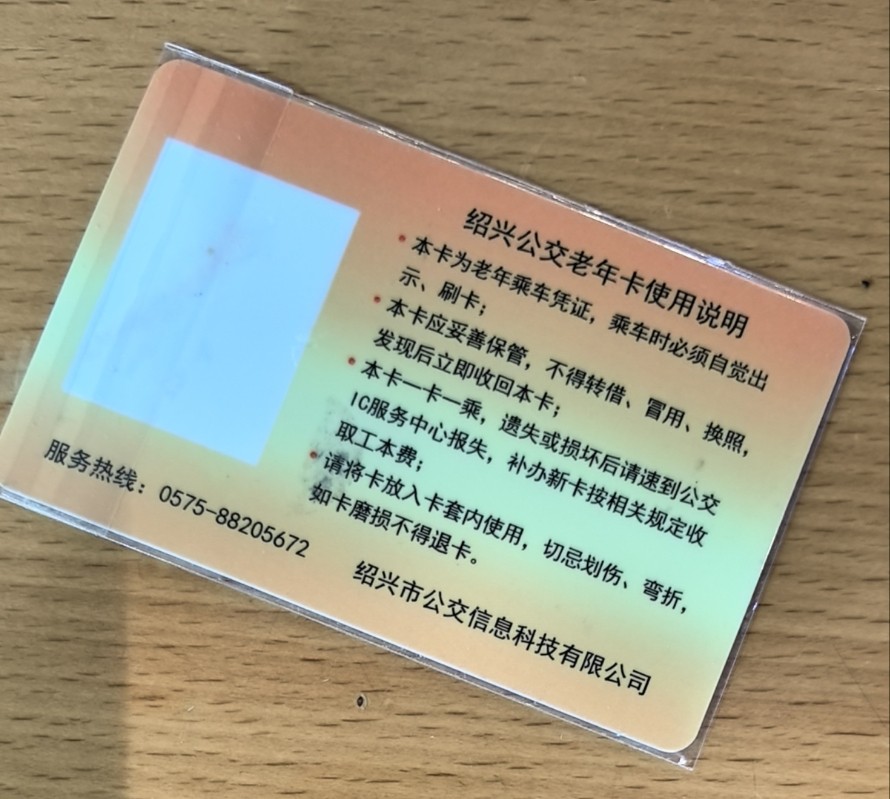 绍兴公交老年卡使用说明
• 本卡为老年乘车凭证，乘车时必须自觉出
示、刷卡；
• 本卡应妥善保管，不得转借、冒用、换照，
发现后立即收回本卡；
• 本卡一卡一乘，遗失或损坏后请速到公交
IC服务中心报失，补办新卡按相关规定收
取工本费；
• 请将卡放入卡套内使用，切忌划伤、弯折，
如卡磨损不得退卡。
服务热线：0575-88205672
绍兴市公交信息科技有限公司